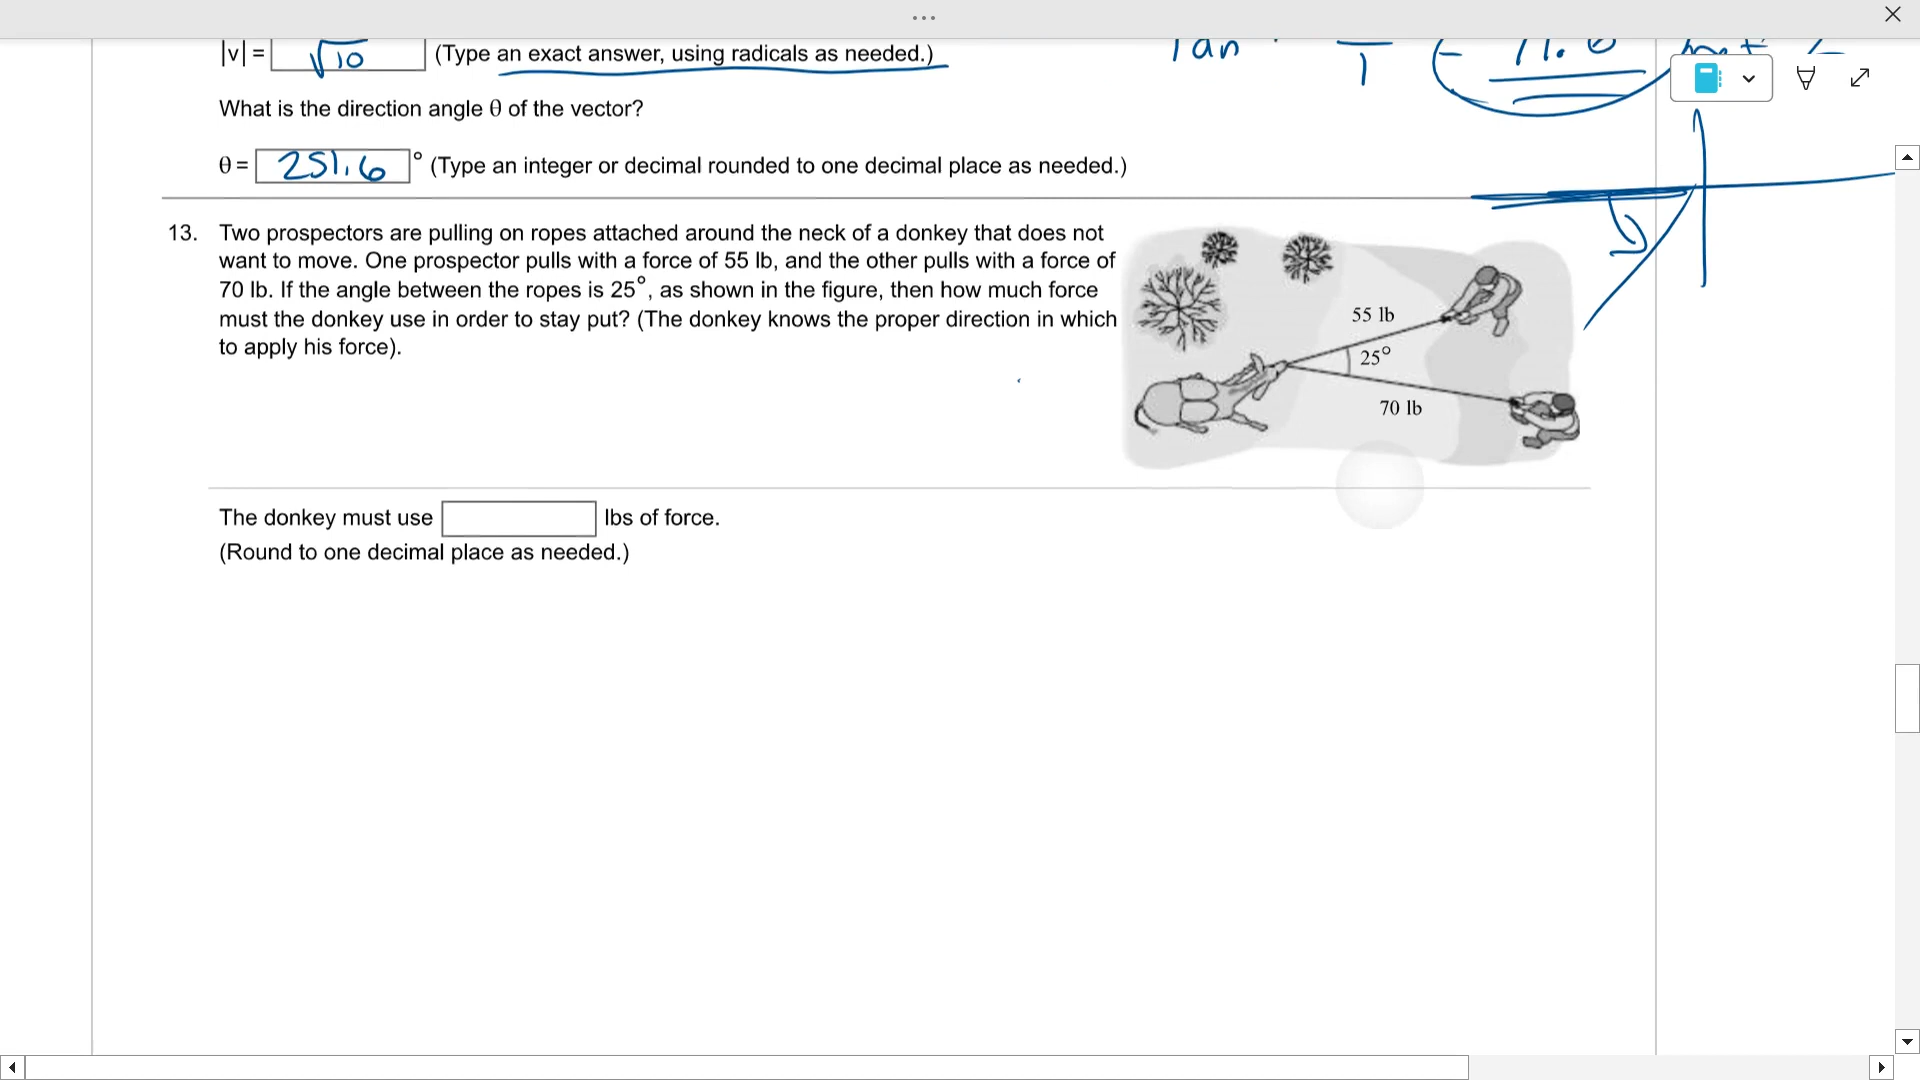 |v| = √10 (Type an exact answer, using radicals as needed.)
Tan
1
What is the direction angle θ of the vector?
θ = 251.6 ° (Type an integer or decimal rounded to one decimal place as needed.)
13. Two prospectors are pulling on ropes attached around the neck of a donkey that does not
want to move. One prospector pulls with a force of 55 lb, and the other pulls with a force of
70 lb. If the angle between the ropes is 25°, as shown in the figure, then how much force
must the donkey use in order to stay put? (The donkey knows the proper direction in which
to apply his force).
55 lb
25°
70 lb
The donkey must use lbs of force.
(Round to one decimal place as needed.)